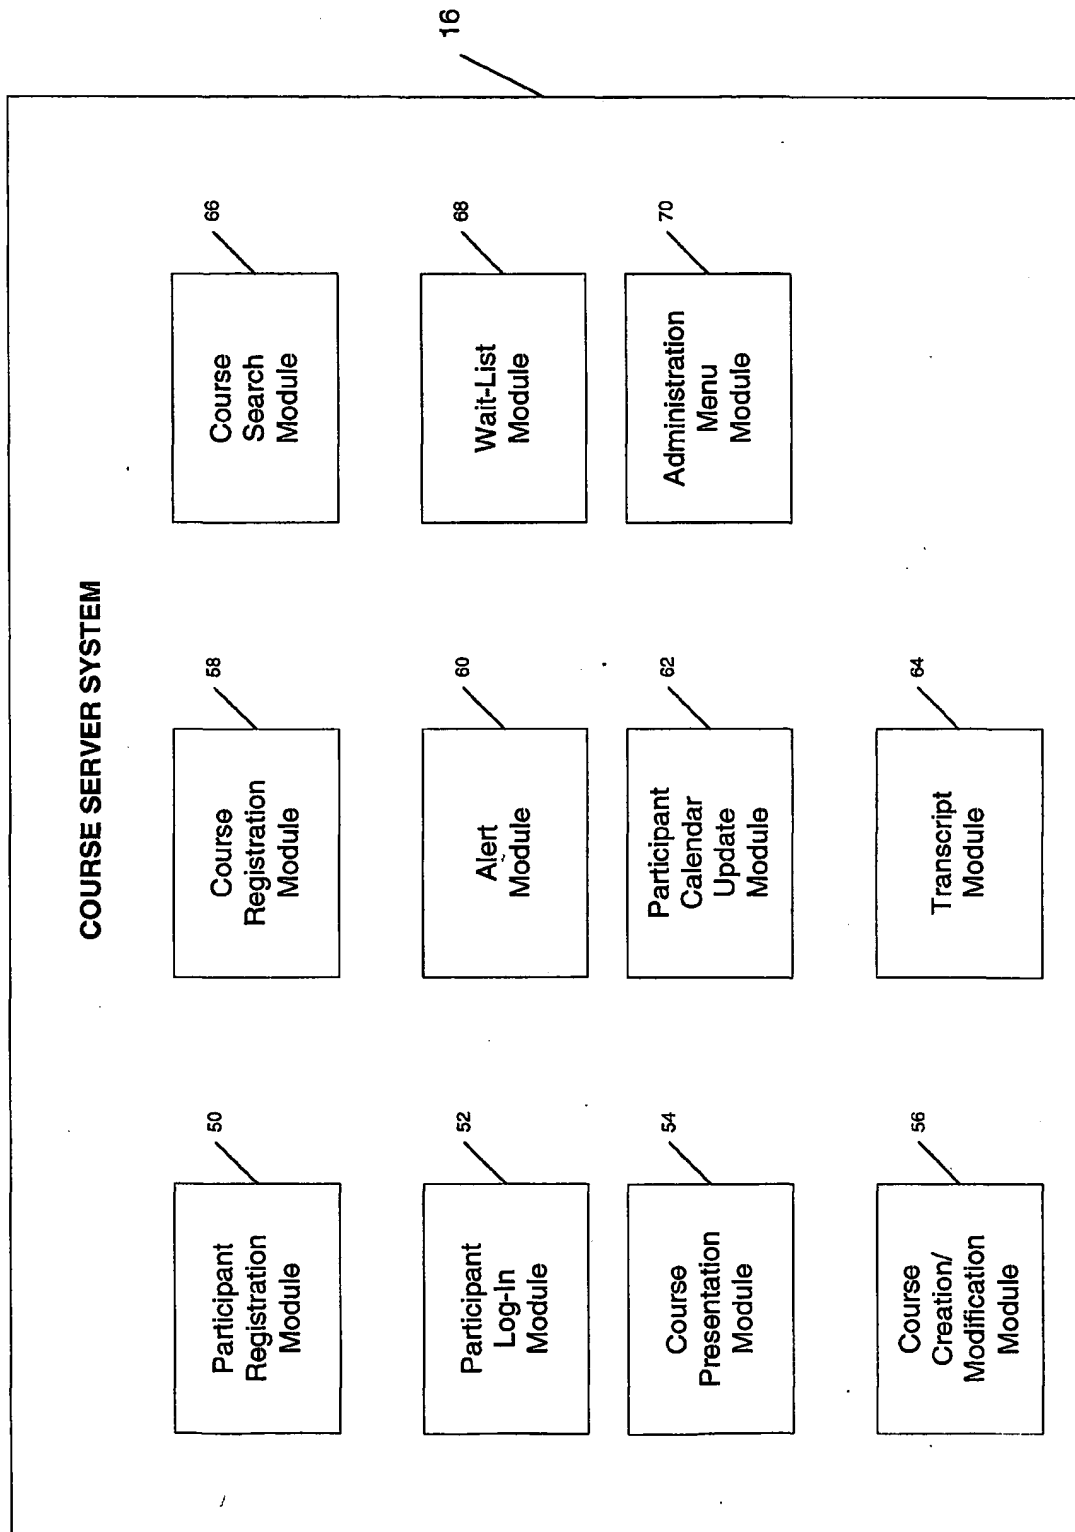 COURSE SERVER SYSTEM
16
50
Participant
Registration
Module
52
Participant
Log-In
Module
54
Course
Presentation
Module
56
Course
Creation/
Modification
Module
58
Course
Registration
Module
60
Alert
Module
62
Participant
Calendar
Update
Module
64
Transcript
Module
66
Course
Search
Module
68
Wait-List
Module
70
Administration
Menu
Module